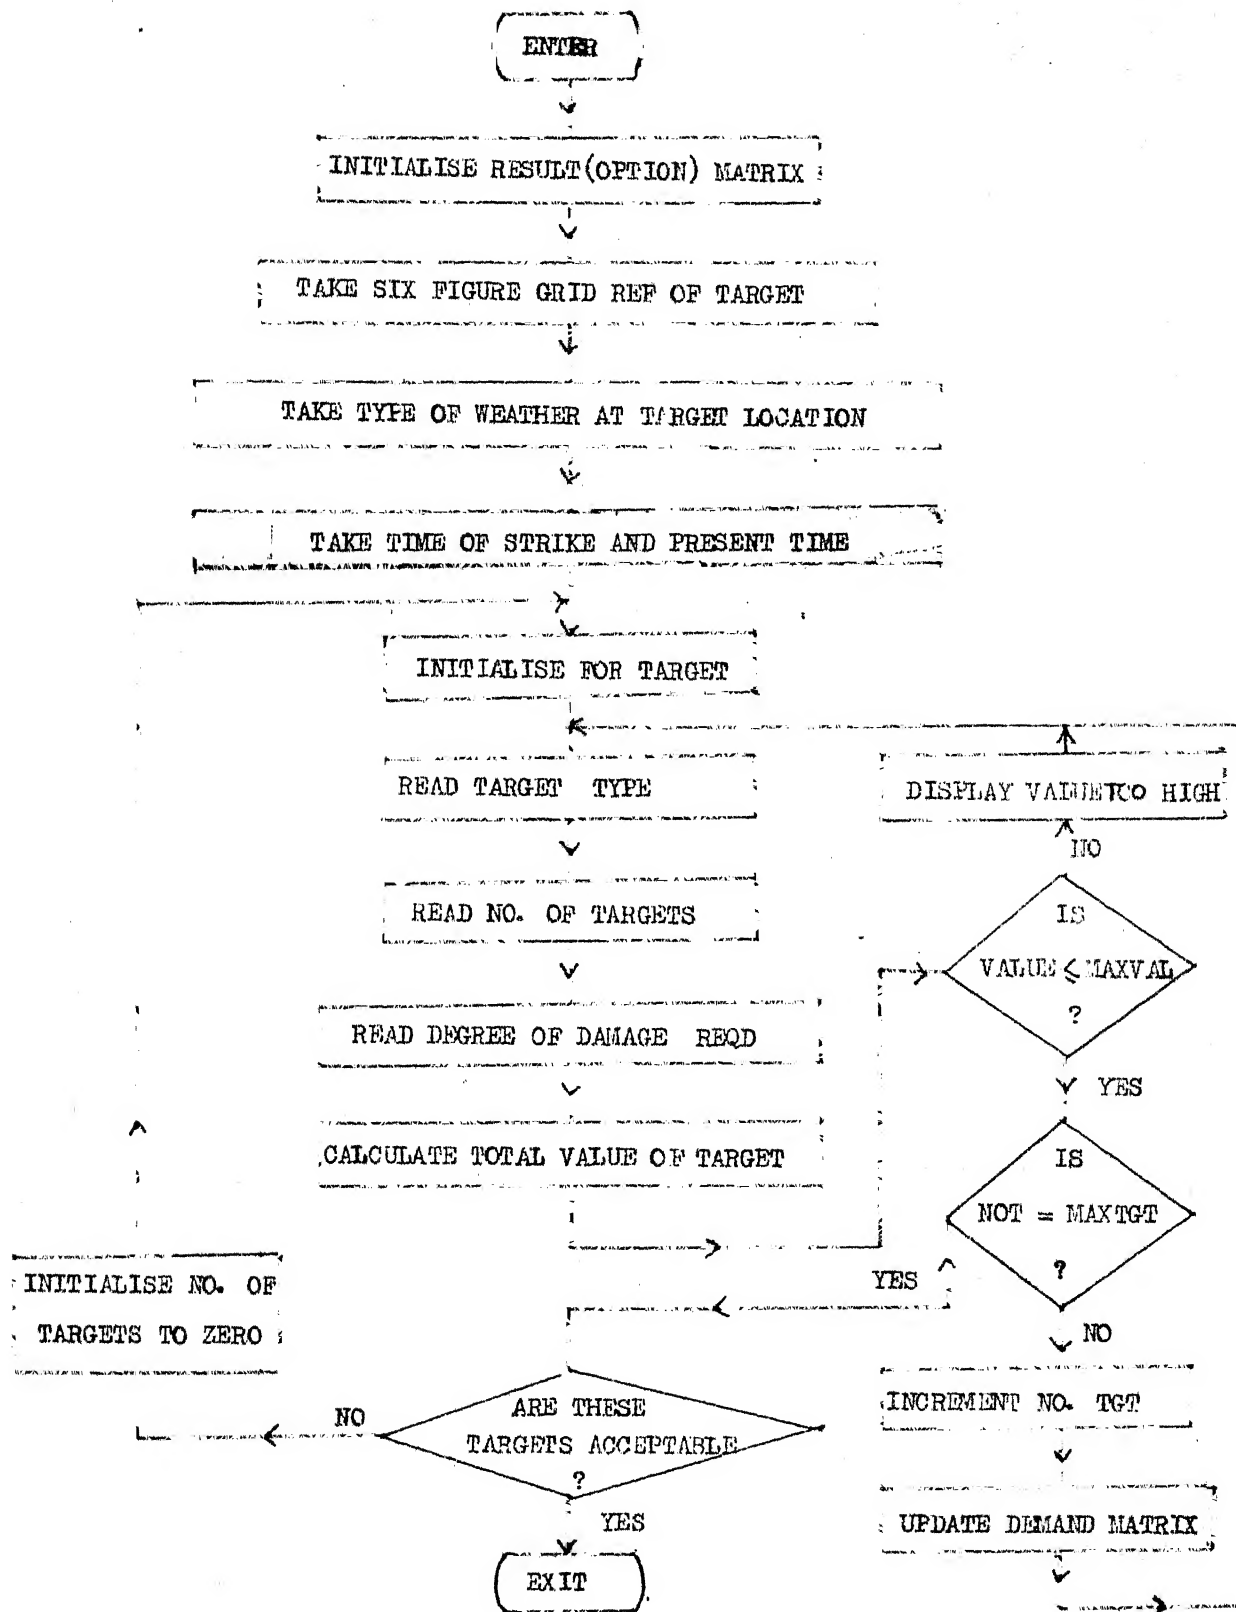 ENTER
INITIALISE RESULT(OPTION) MATRIX
TAKE SIX FIGURE GRID REF OF TARGET
TAKE TYPE OF WEATHER AT TARGET LOCATION
TAKE TIME OF STRIKE AND PRESENT TIME
INITIALISE FOR TARGET
READ TARGET TYPE
DISPLAY VALUE TOO HIGH
NO
READ NO. OF TARGETS
IS
VALUE ⩽ MAXVAL
?
READ DEGREE OF DAMAGE REQD
YES
CALCULATE TOTAL VALUE OF TARGET
IS
NOT = MAXTGT
?
YES
INITIALISE NO. OF
TARGETS TO ZERO
NO
INCREMENT NO. TGT
NO
ARE THESE
TARGETS ACCEPTABLE
?
UPDATE DEMAND MATRIX
YES
EXIT